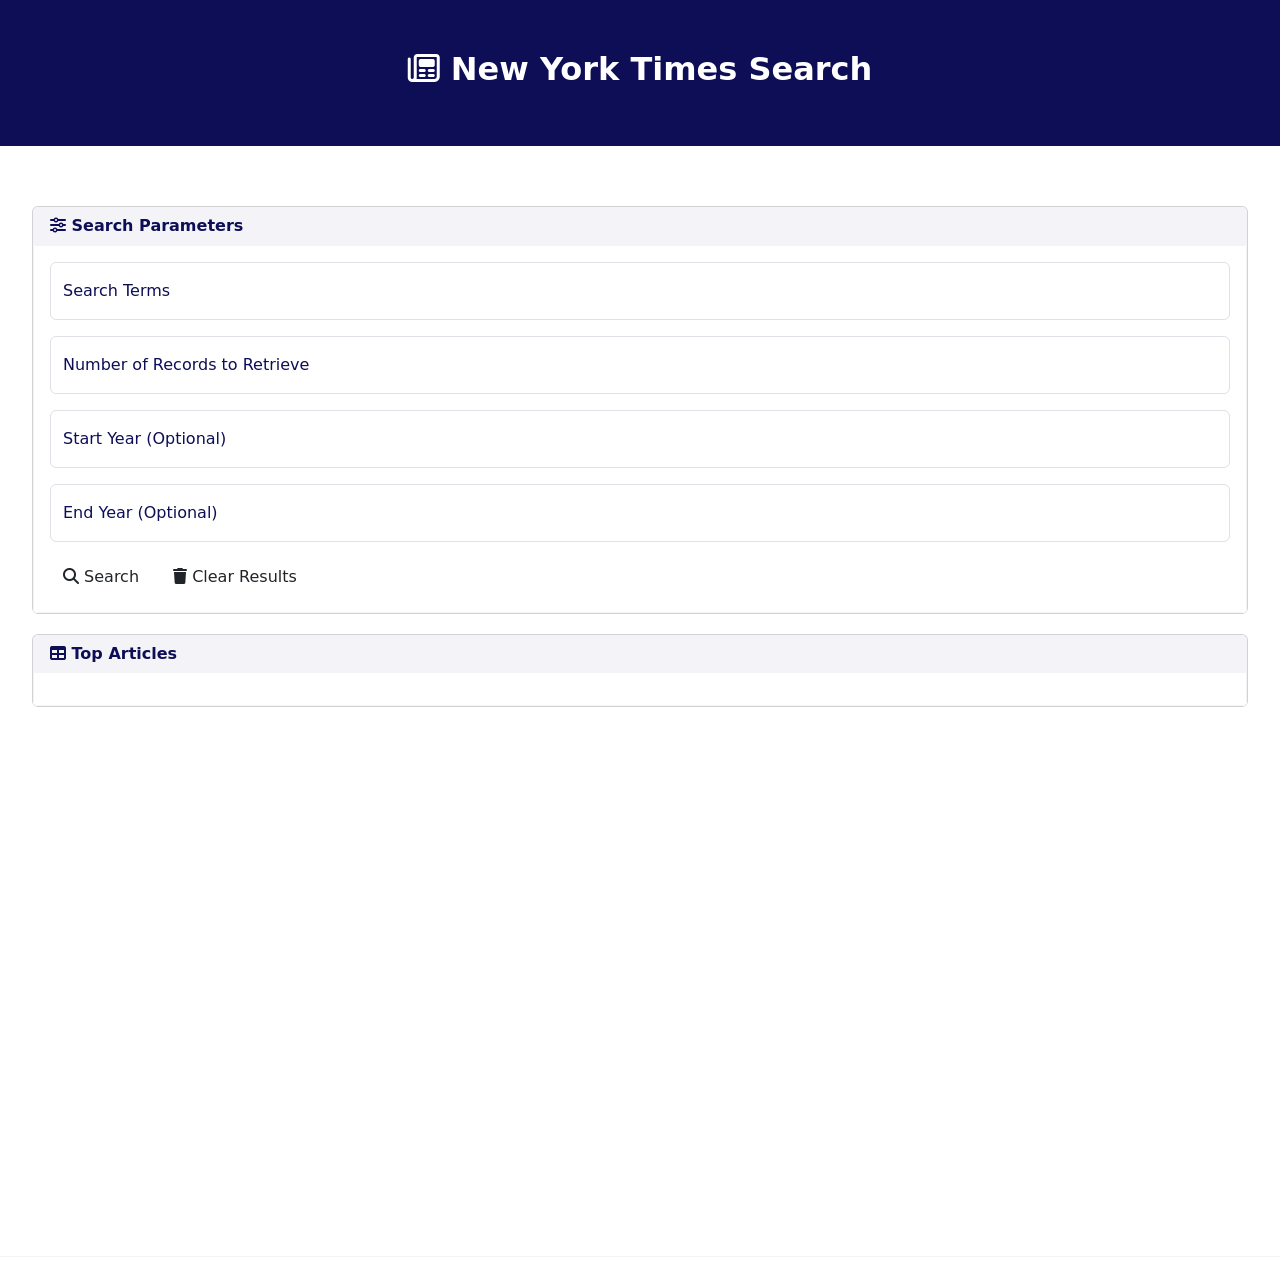 New York Times Search
Search Parameters
Search Terms
Number of Records to Retrieve
Start Year (Optional)
End Year (Optional)
Search Clear Results
Top Articles